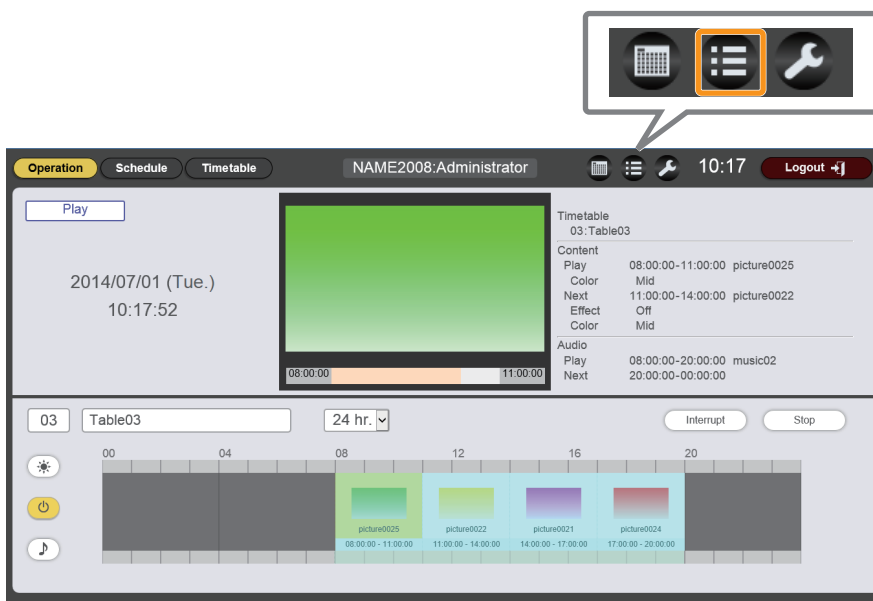 Operation Schedule Timetable NAME2008:Administrator 10:17 Logout
Play
2014/07/01 (Tue.)
10:17:52
08:00:00 11:00:00
Timetable
03:Table03
Content
Play 08:00:00-11:00:00 picture0025
Color Mid
Next 11:00:00-14:00:00 picture0022
Effect Off
Color Mid
Audio
Play 08:00:00-20:00:00 music02
Next 20:00:00-00:00:00
03 Table03 24 hr. Interrupt Stop
00 04 08 12 16 20
picture0025 picture0022 picture0021 picture0024
08:00:00 - 11:00:00 11:00:00 - 14:00:00 14:00:00 - 17:00:00 17:00:00 - 20:00:00